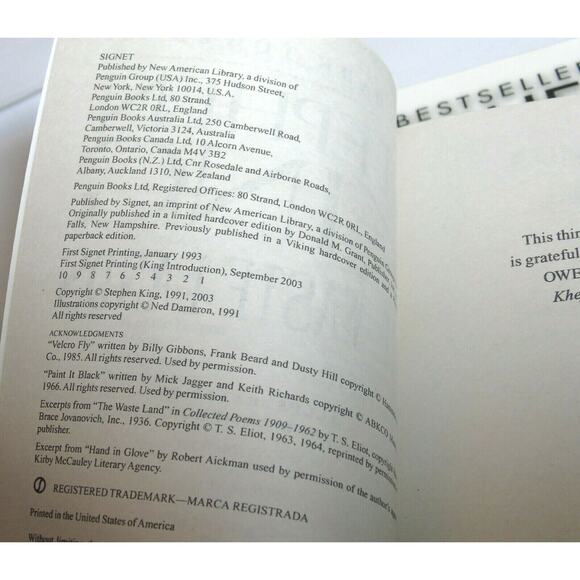 SIGNET
Published by New American Library, a division of
Penguin Group (USA) Inc., 375 Hudson Street,
New York, New York 10014, U.S.A.
Penguin Books Ltd, 80 Strand,
London WC2R 0RL, England
Penguin Books Australia Ltd, 250 Camberwell Road,
Camberwell, Victoria 3124, Australia
Penguin Books Canada Ltd, 10 Alcorn Avenue,
Toronto, Ontario, Canada M4V 3B2
Penguin Books (N.Z.) Ltd, Cnr Rosedale and Airborne Roads,
Albany, Auckland 1310, New Zealand
Penguin Books Ltd, Registered Offices: 80 Strand, London WC2R 0RL, England
Published by Signet, an imprint of New American Library, a division of Penguin
Originally published in a limited hardcover edition by Donald M. Grant, Publisher
Falls, New Hampshire. Previously published in a Viking hardcover edition and a
paperback edition.
First Signet Printing, January 1993
First Signet Printing (King Introduction), September 2003
10 9 8 7 6 5 4 3 2 1
Copyright © Stephen King, 1991, 2003
Illustrations copyright © Ned Dameron, 1991
All rights reserved
ACKNOWLEDGMENTS
"Velcro Fly" written by Billy Gibbons, Frank Beard and Dusty Hill copyright ©
Co., 1985. All rights reserved. Used by permission.
"Paint It Black" written by Mick Jagger and Keith Richards copyright © ABKCO
1966. All rights reserved. Used by permission.
Excerpts from "The Waste Land" in Collected Poems 1909–1962 by T. S. Eliot, copyright
Brace Jovanovich, Inc., 1936. Copyright © T. S. Eliot, 1963, 1964, reprinted by
publisher.
Excerpt from "Hand in Glove" by Robert Aickman used by permission of the author's
Kirby McCauley Literary Agency.
REGISTERED TRADEMARK—MARCA REGISTRADA
Printed in the United States of America
Without
BESTSELLE
This thir
is grateful
OWE
Khe